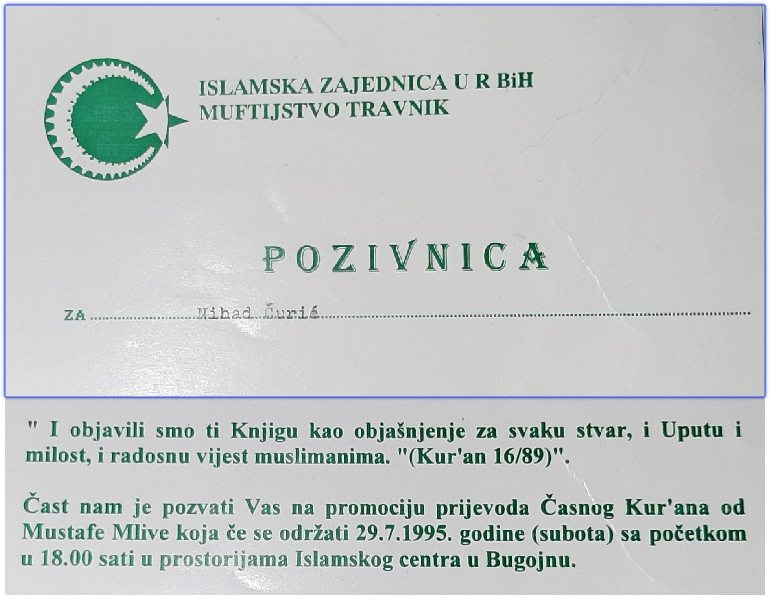 ISLAMSKA ZAJEDNICA U R BiH
MUFTIJSTVO TRAVNIK
POZIVNICA
ZA ........ Nihad Čurić ........
" I objavili smo ti Knjigu kao objašnjenje za svaku stvar, i Uputu i
milost, i radosnu vijest muslimanima. "(Kur'an 16/89)".
Čast nam je pozvati Vas na promociju prijevoda Časnog Kur'ana od
Mustafe Mlive koja če se održati 29.7.1995. godine (subota) sa početkom
u 18.00 sati u prostorijama Islamskog centra u Bugojnu.